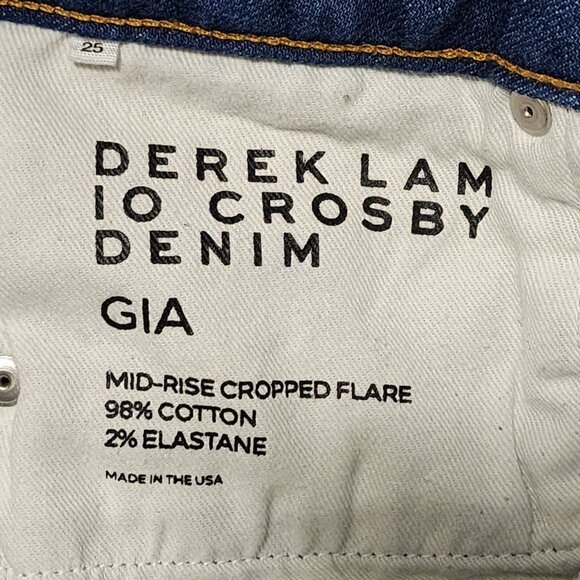 25
DEREK LAM
10 CROSBY
DENIM
GIA
MID-RISE CROPPED FLARE
98% COTTON
2% ELASTANE
MADE IN THE USA